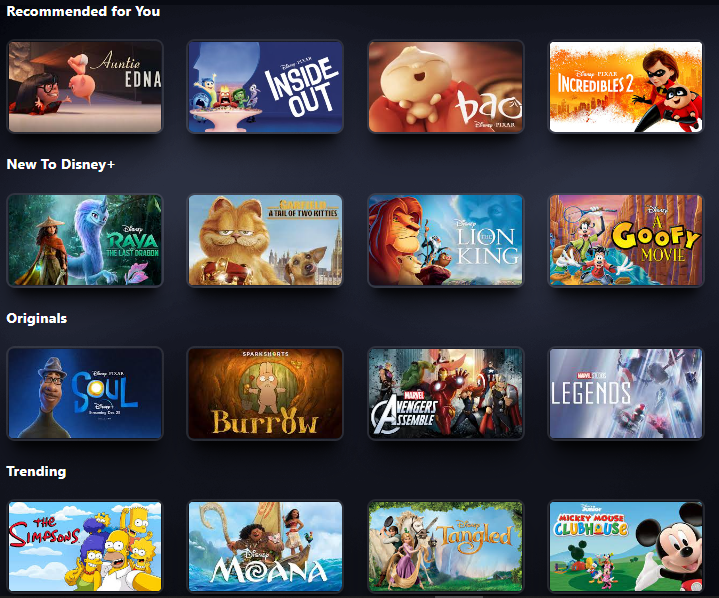 Recommended for You
Auntie
EDNA
DISNEY · PIXAR
INSIDE
OUT
bao
DISNEY · PIXAR
DISNEY · PIXAR
INCREDIBLES 2
New To Disney+
Disney
RAYA
AND
THE LAST DRAGON
GARFIELD
A TAIL OF TWO KITTIES
Disney
THE
LION
KING
Disney
A
GOOFY
MOVIE
Originals
DISNEY · PIXAR
SOUL
Disney+
Streaming Dec 25
SPARKSHORTS
Burrow
MARVEL
AVENGERS
ASSEMBLE
MARVEL STUDIOS
LEGENDS
Trending
THE
SIMPSONS
Disney
MOANA
Disney
Tangled
Disney
Junior
MICKEY MOUSE
CLUBHOUSE